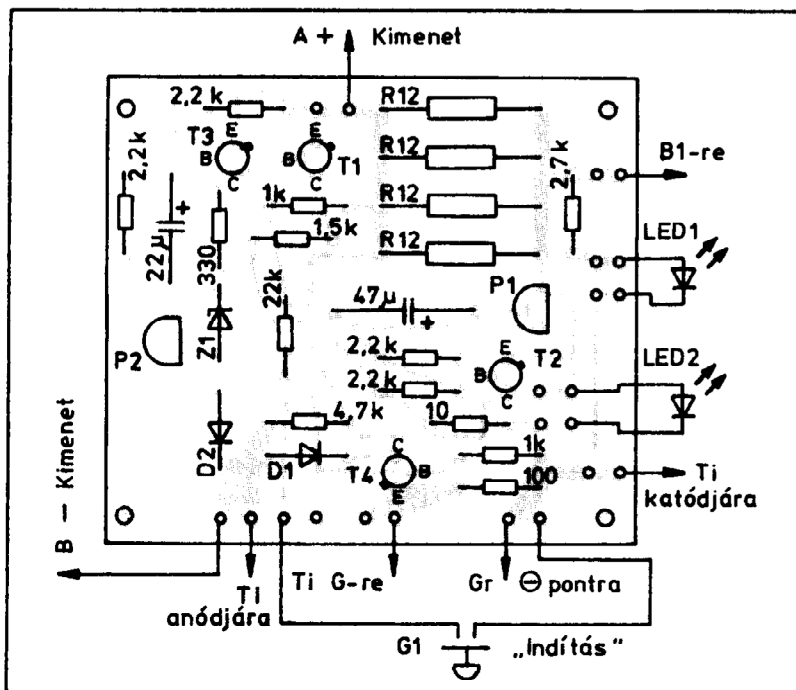 A + Kimenet
2,2 k
E
E
R12
T3
B
B
T1
C
C
2,2 k
R12
2,7k
B1-re
1k
R12
+
22µ
330
1,5k
R12
LED1
P1
22k
47µ
+
Z1
P2
2,2 k
E
T2
B
C
2,2 k
LED2
4,7k
10
D2
D1
C
T4
B
E
1k
100
Ti
katódjára
B — Kimenet
Ti
anódjára
Ti G-re
Gr ⊖ pontra
G1
„Indítás"